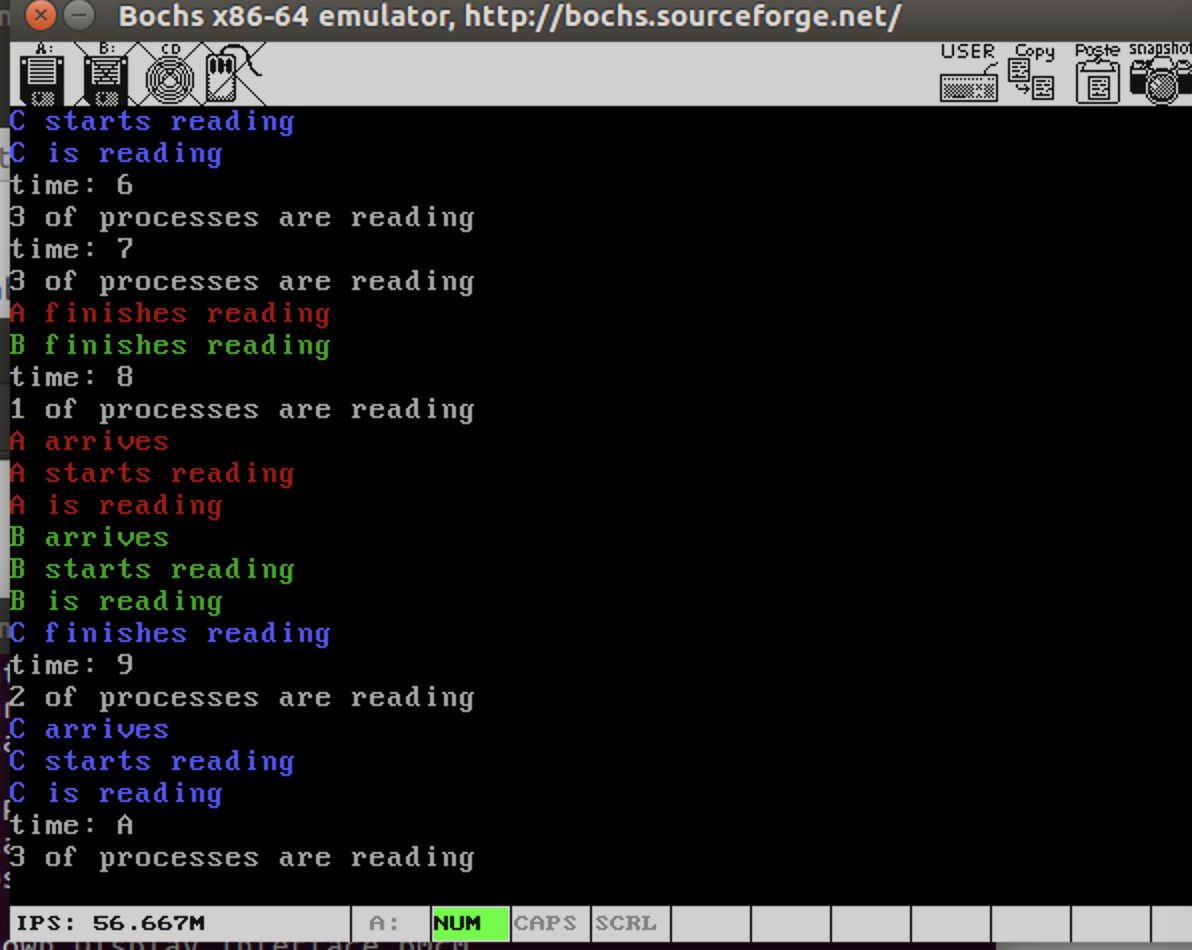 Bochs x86-64 emulator, http://bochs.sourceforge.net/
A: B: CD USER Copy Paste snapshot
C starts reading
C is reading
time: 6
3 of processes are reading
time: 7
3 of processes are reading
A finishes reading
B finishes reading
time: 8
1 of processes are reading
A arrives
A starts reading
A is reading
B arrives
B starts reading
B is reading
C finishes reading
time: 9
2 of processes are reading
C arrives
C starts reading
C is reading
time: A
3 of processes are reading
IPS: 56.667M A: NUM CAPS SCRL